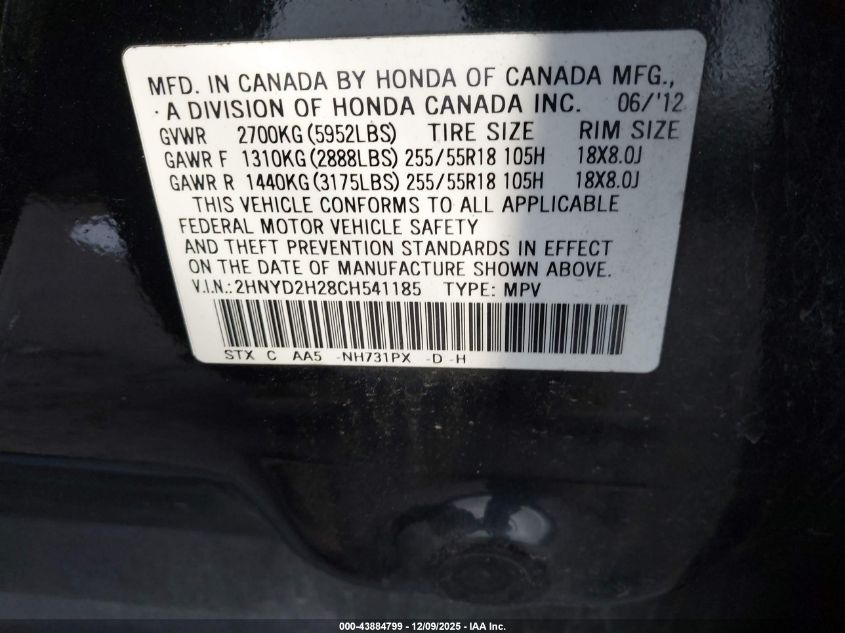 MFD. IN CANADA BY HONDA OF CANADA MFG.,
A DIVISION OF HONDA CANADA INC. 06/'12
GVWR 2700KG (5952LBS) TIRE SIZE RIM SIZE
GAWR F 1310KG (2888LBS) 255/55R18 105H 18X8.0J
GAWR R 1440KG (3175LBS) 255/55R18 105H 18X8.0J
THIS VEHICLE CONFORMS TO ALL APPLICABLE
FEDERAL MOTOR VEHICLE SAFETY
AND THEFT PREVENTION STANDARDS IN EFFECT
ON THE DATE OF MANUFACTURE SHOWN ABOVE.
V.I.N.: 2HNYD2H28CH541185 TYPE: MPV
STX C AA5 -NH731PX -D -H
000-43884799 - 12/09/2025 - IAA Inc.